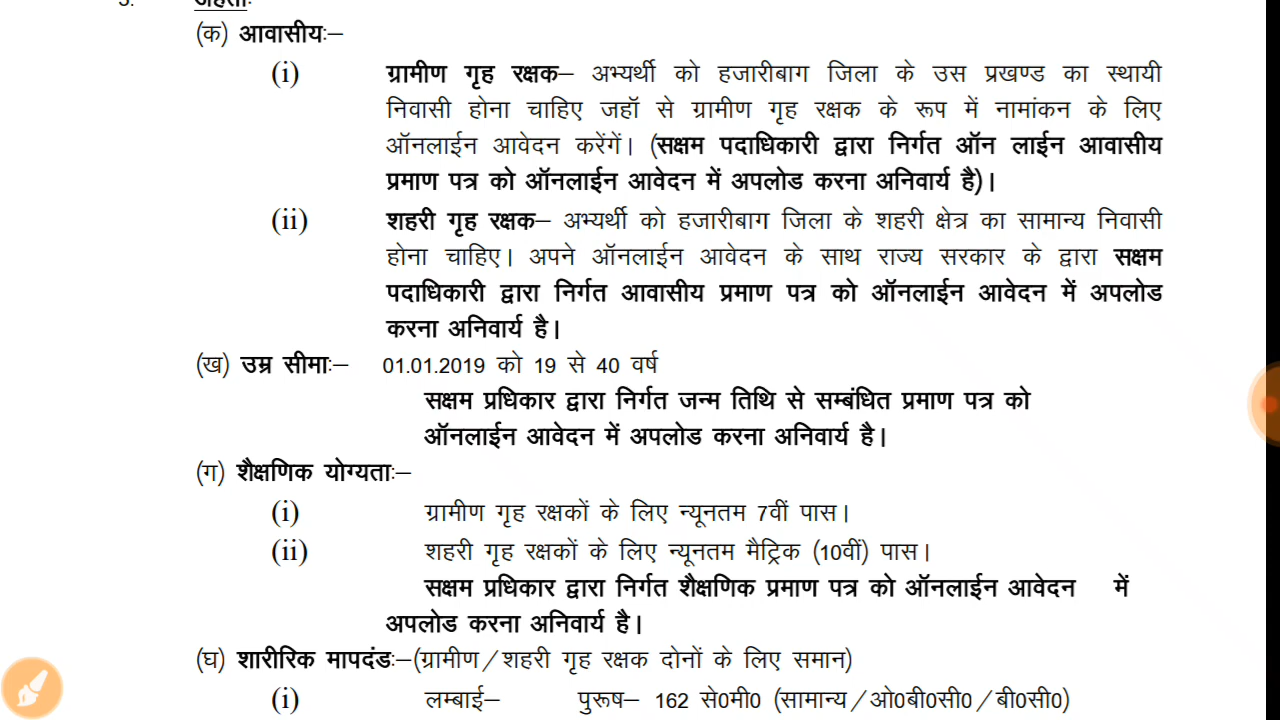 3. अर्हताः
(क) आवासीयः–
(i) ग्रामीण गृह रक्षक– अभ्यर्थी को हजारीबाग जिला के उस प्रखण्ड का स्थायी
निवासी होना चाहिए जहाॅ से ग्रामीण गृह रक्षक के रूप में नामांकन के लिए
ऑनलाईन आवेदन करेंगें। (सक्षम पदाधिकारी द्वारा निर्गत ऑन लाईन आवासीय
प्रमाण पत्र को ऑनलाईन आवेदन में अपलोड करना अनिवार्य है)।
(ii) शहरी गृह रक्षक– अभ्यर्थी को हजारीबाग जिला के शहरी क्षेत्र का सामान्य निवासी
होना चाहिए। अपने ऑनलाईन आवेदन के साथ राज्य सरकार के द्वारा सक्षम
पदाधिकारी द्वारा निर्गत आवासीय प्रमाण पत्र को ऑनलाईन आवेदन में अपलोड
करना अनिवार्य है।
(ख) उम्र सीमाः– 01.01.2019 को 19 से 40 वर्ष
सक्षम प्रधिकार द्वारा निर्गत जन्म तिथि से सम्बंधित प्रमाण पत्र को
ऑनलाईन आवेदन में अपलोड करना अनिवार्य है।
(ग) शैक्षणिक योग्यताः–
(i) ग्रामीण गृह रक्षकों के लिए न्यूनतम 7वीं पास।
(ii) शहरी गृह रक्षकों के लिए न्यूनतम मैट्रिक (10वीं) पास।
सक्षम प्रधिकार द्वारा निर्गत शैक्षणिक प्रमाण पत्र को ऑनलाईन आवेदन में
अपलोड करना अनिवार्य है।
(घ) शारीरिक मापदंडः–(ग्रामीण/शहरी गृह रक्षक दोनों के लिए समान)
(i) लम्बाई– पुरूष– 162 से0मी0 (सामान्य/ओ0बी0सी0/बी0सी0)